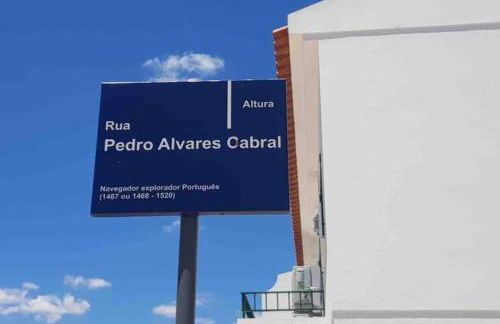 Altura
Rua
Pedro Alvares Cabral
Navegador explorador Português
(1467 ou 1468 - 1520)